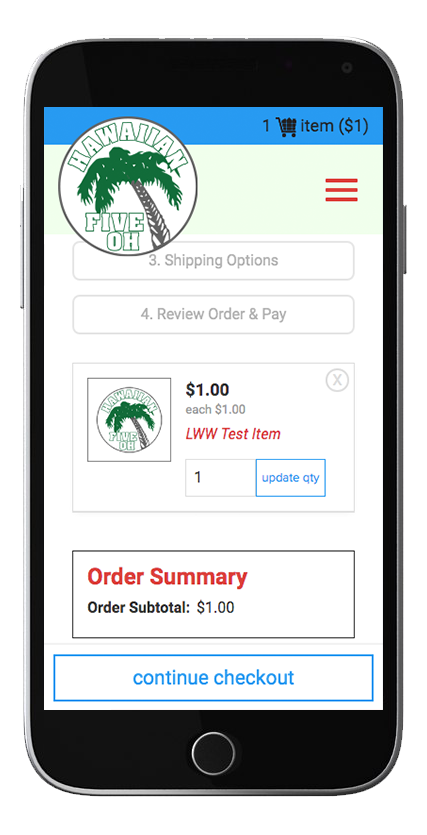 1 item ($1)
HAWAIIAN
FIVE
OH
3. Shipping Options
4. Review Order & Pay
X
HAWAIIAN
FIVE
OH
$1.00
each $1.00
LWW Test Item
1 update qty
Order Summary
Order Subtotal: $1.00
continue checkout